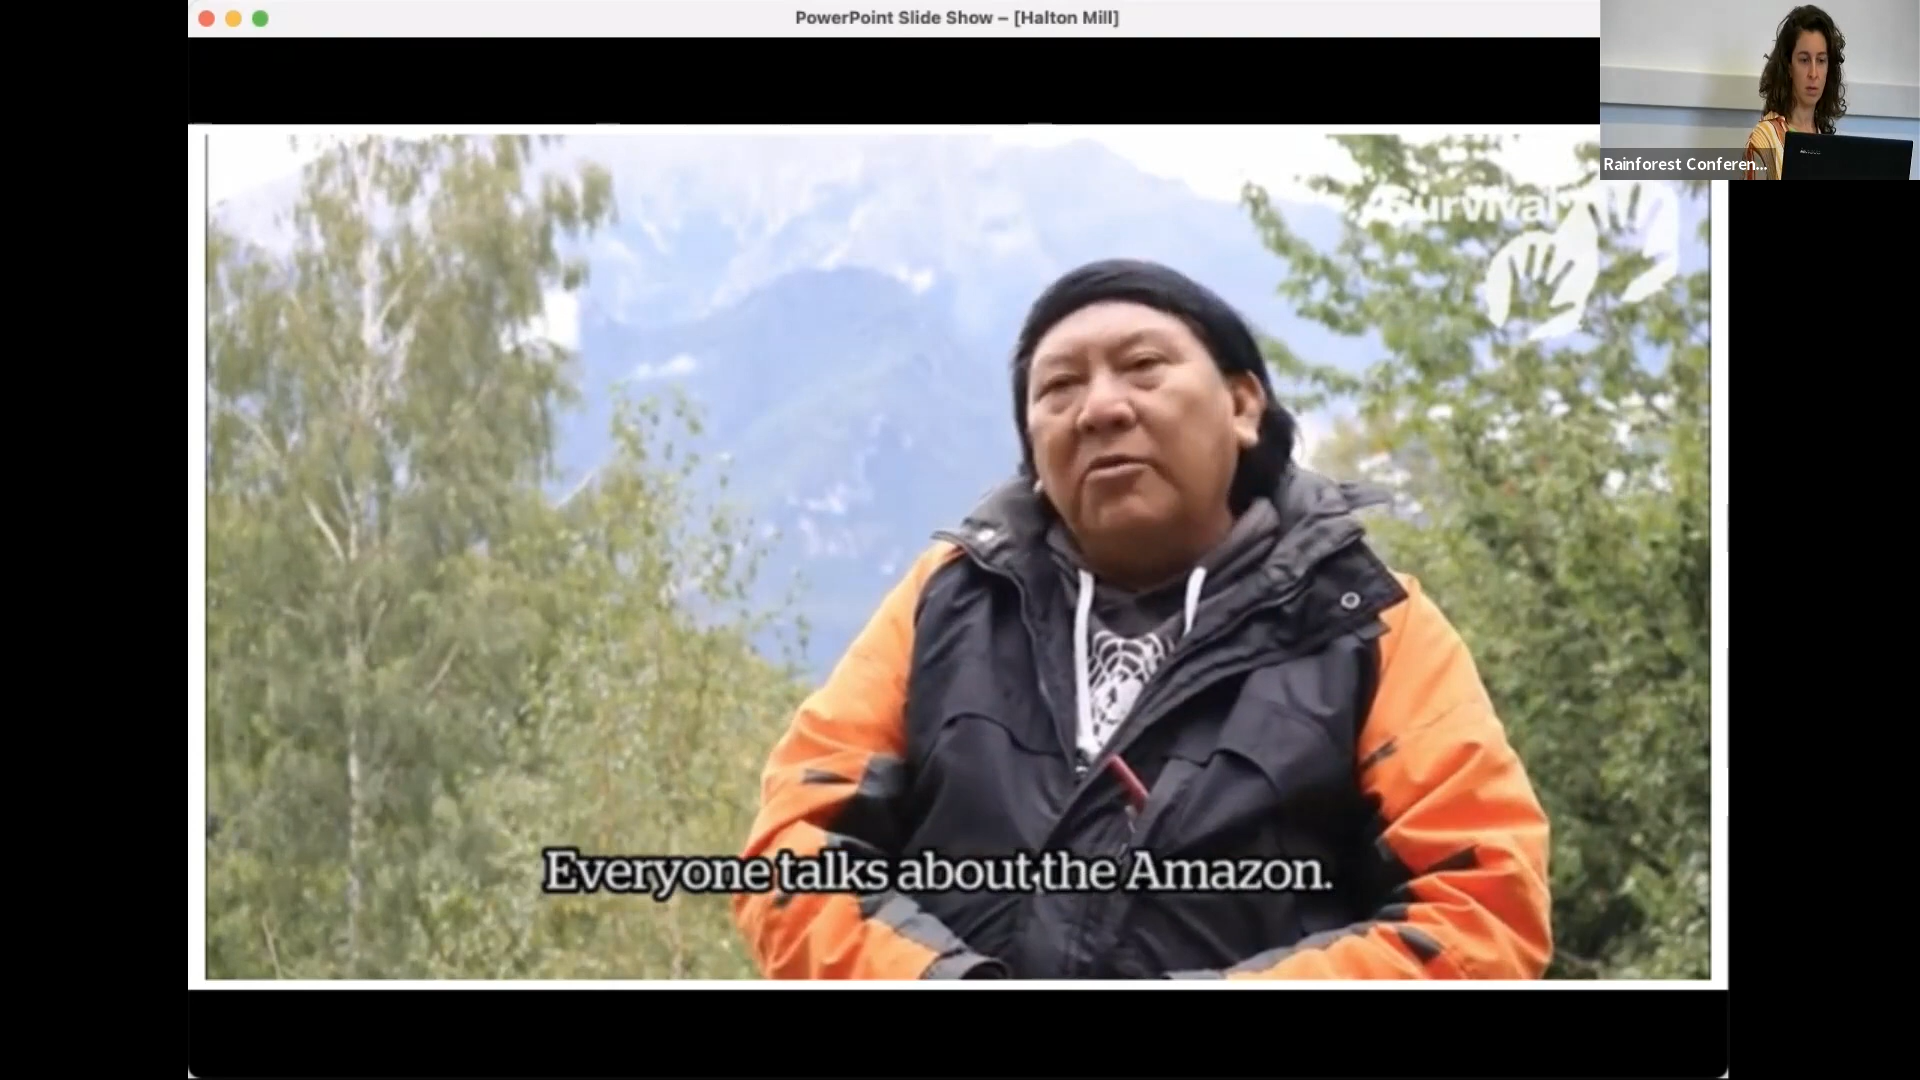 PowerPoint Slide Show – [Halton Mill]
Rainforest Conferen...
Survival
Everyone talks about the Amazon.